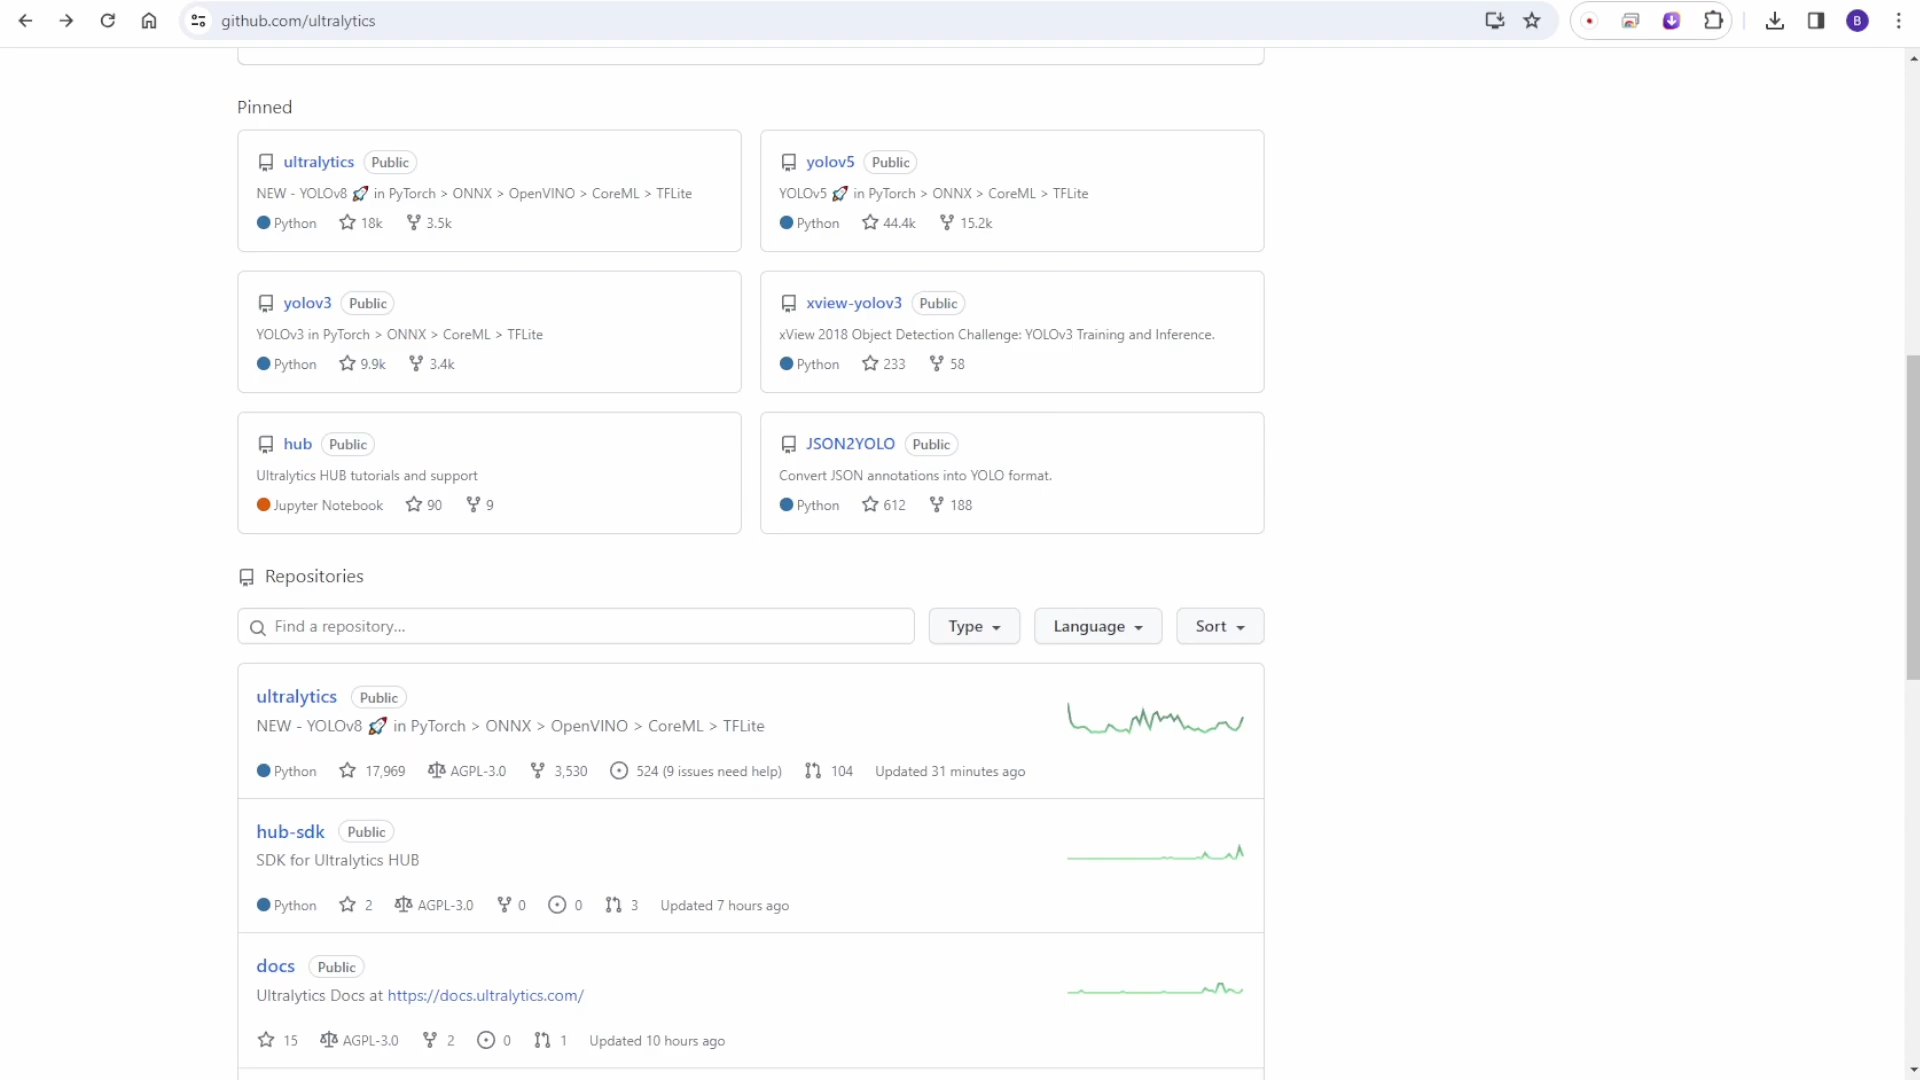 github.com/ultralytics
B
Pinned
ultralytics Public
NEW - YOLOv8 🚀 in PyTorch > ONNX > OpenVINO > CoreML > TFLite
Python 18k 3.5k
yolov5 Public
YOLOv5 🚀 in PyTorch > ONNX > CoreML > TFLite
Python 44.4k 15.2k
yolov3 Public
YOLOv3 in PyTorch > ONNX > CoreML > TFLite
Python 9.9k 3.4k
xview-yolov3 Public
xView 2018 Object Detection Challenge: YOLOv3 Training and Inference.
Python 233 58
hub Public
Ultralytics HUB tutorials and support
Jupyter Notebook 90 9
JSON2YOLO Public
Convert JSON annotations into YOLO format.
Python 612 188
Repositories
Find a repository...
Type
Language
Sort
ultralytics Public
NEW - YOLOv8 🚀 in PyTorch > ONNX > OpenVINO > CoreML > TFLite
Python 17,969 AGPL-3.0 3,530 524 (9 issues need help) 104 Updated 31 minutes ago
hub-sdk Public
SDK for Ultralytics HUB
Python 2 AGPL-3.0 0 0 3 Updated 7 hours ago
docs Public
Ultralytics Docs at https://docs.ultralytics.com/
15 AGPL-3.0 2 0 1 Updated 10 hours ago